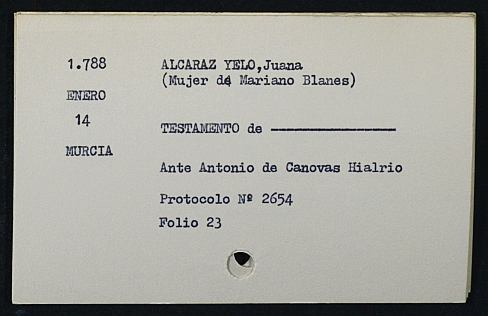 1.788
ENERO
14
MURCIA
ALCARAZ YELO,Juana
(Mujer de Mariano Blanes)
TESTAMENTO de ------------------
Ante Antonio de Canovas Hialrio
Protocolo Nº 2654
Folio 23